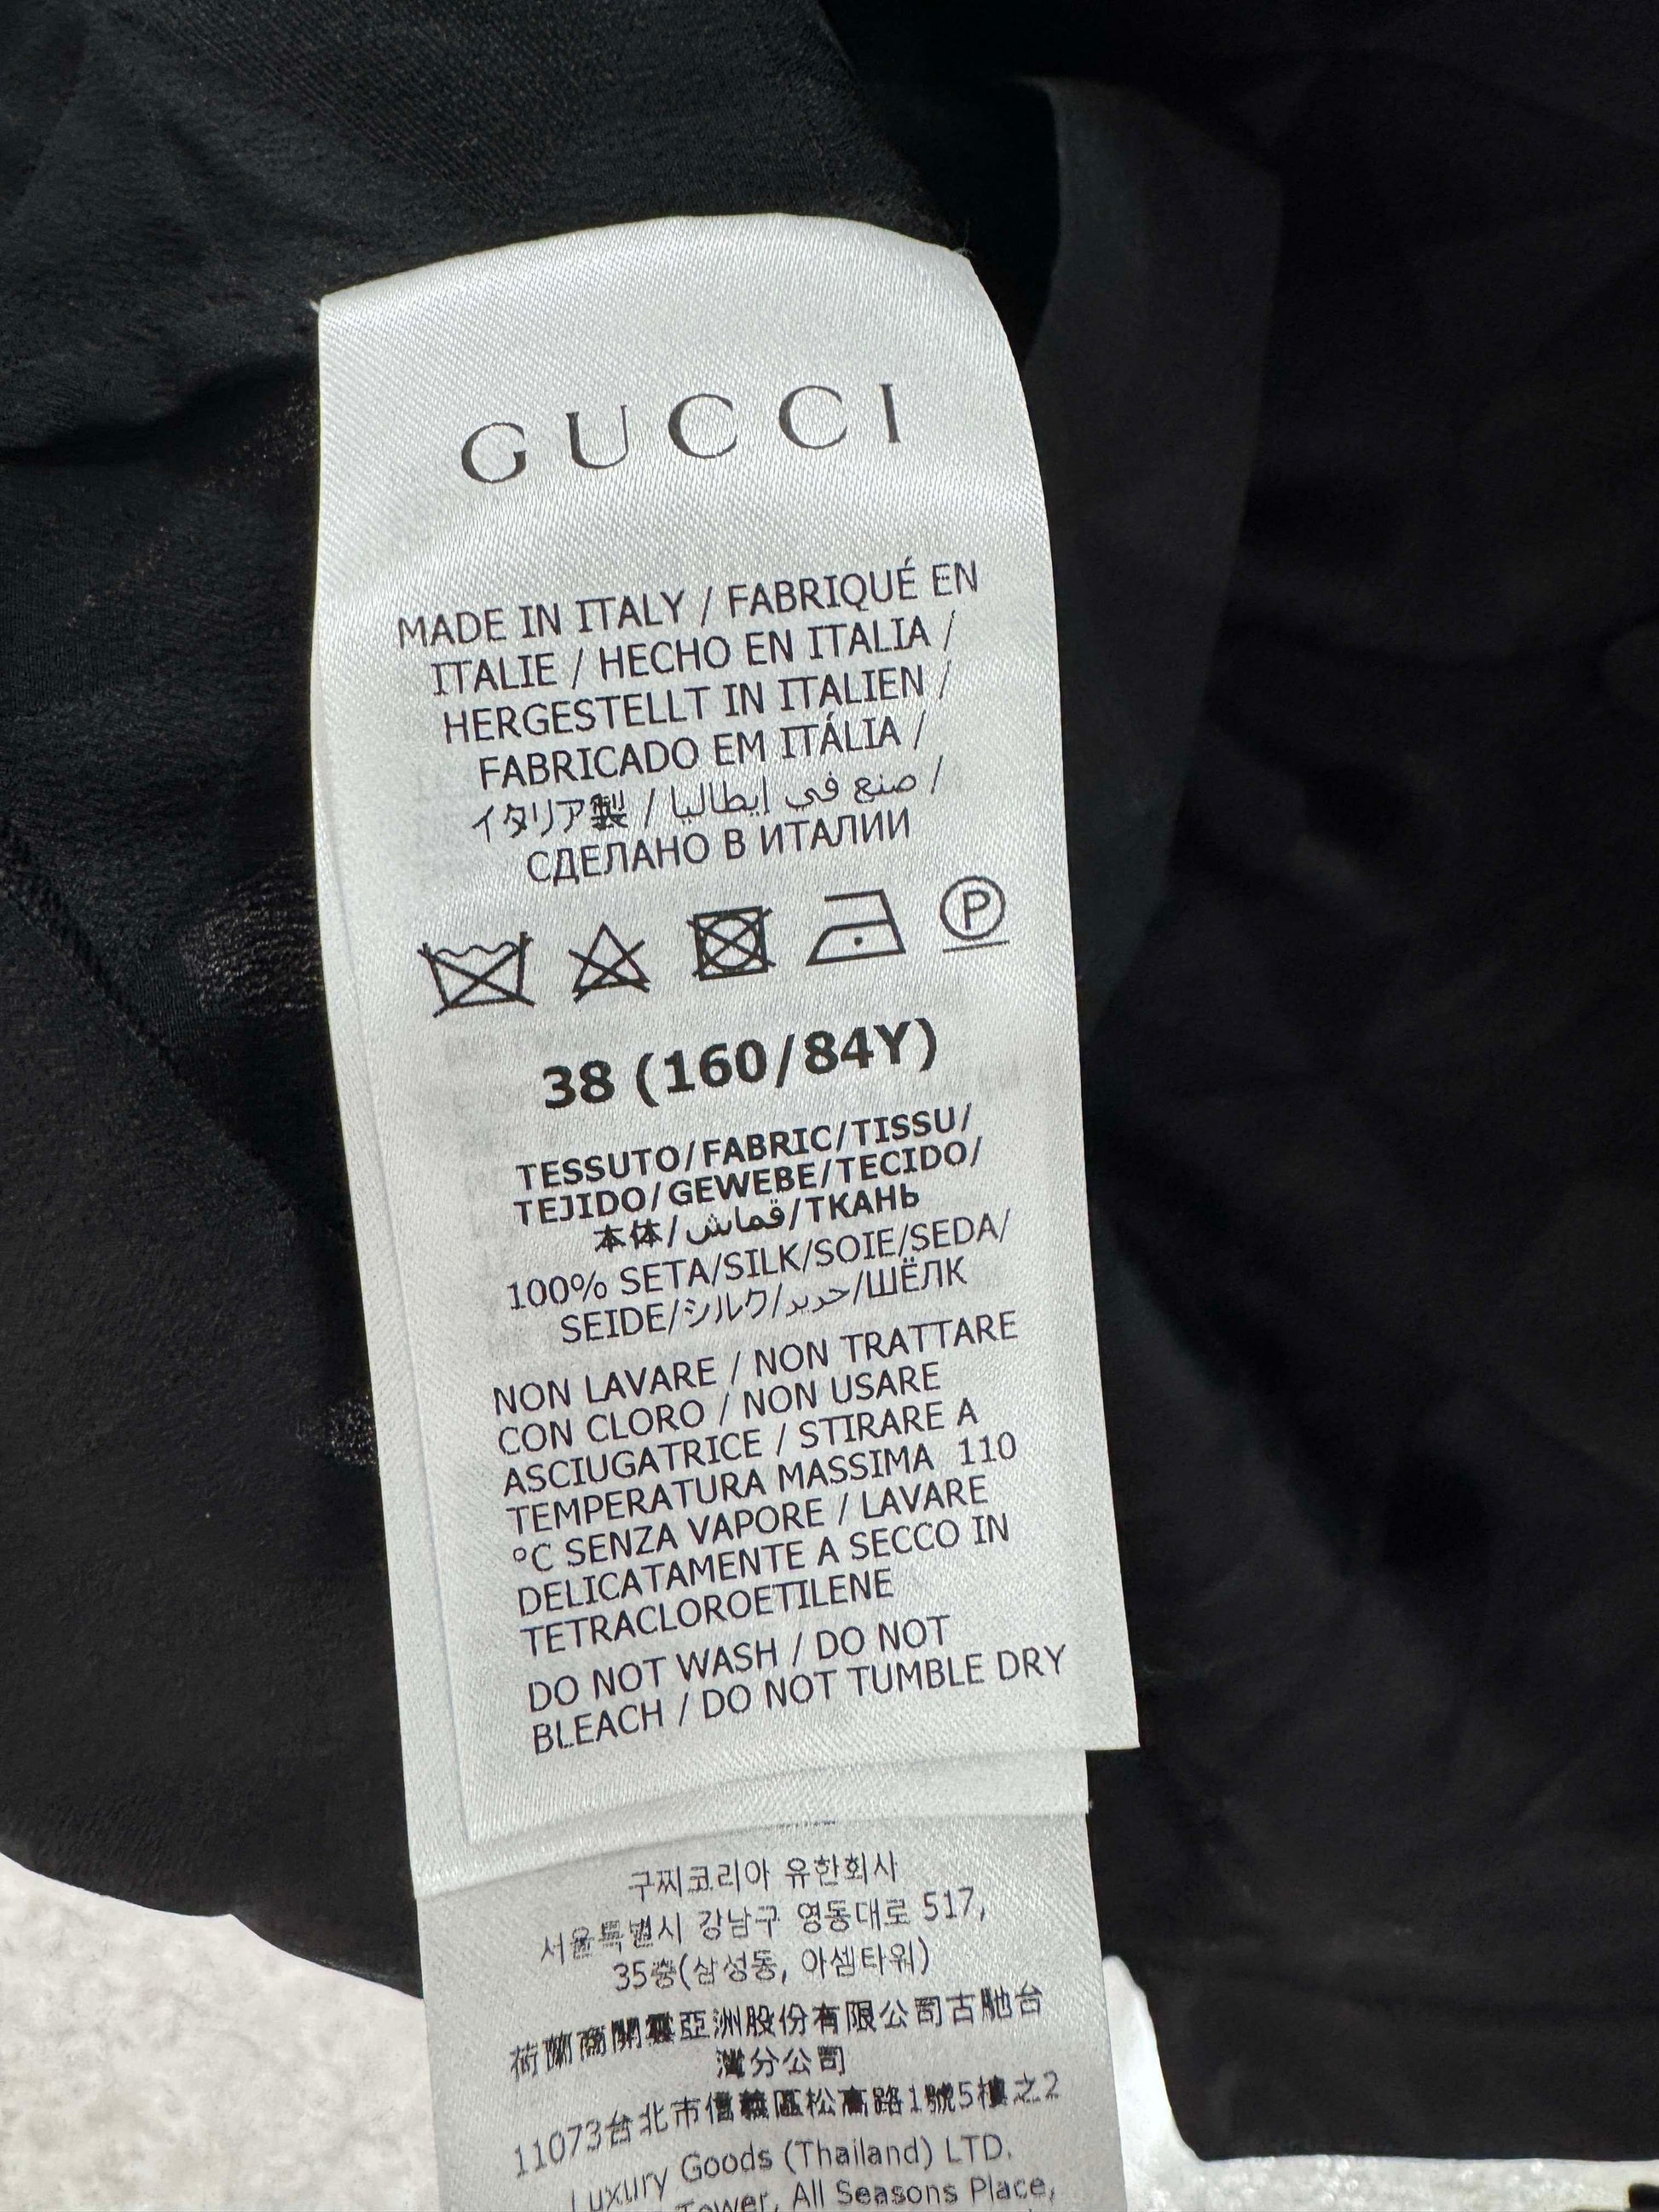 GUCCI
MADE IN ITALY / FABRIQUÉ EN
ITALIE / HECHO EN ITALIA /
HERGESTELLT IN ITALIEN /
FABRICADO EM ITÁLIA /
イタリア製 / صنع في إيطاليا /
СДЕЛАНО В ИТАЛИИ
P
38 (160/84Y)
TESSUTO/FABRIC/TISSU/
TEJIDO/GEWEBE/TECIDO/
本体/قماش/ТКАНЬ
100% SETA/SILK/SOIE/SEDA/
SEIDE/シルク/حرير/ШЁЛК
NON LAVARE / NON TRATTARE
CON CLORO / NON USARE
ASCIUGATRICE / STIRARE A
TEMPERATURA MASSIMA 110
°C SENZA VAPORE / LAVARE
DELICATAMENTE A SECCO IN
TETRACLOROETILENE
DO NOT WASH / DO NOT
BLEACH / DO NOT TUMBLE DRY
구찌코리아 유한회사
서울특별시 강남구 영동대로 517,
35층(삼성동, 아셈타워)
荷蘭商開雲亞洲股份有限公司古馳台
灣分公司
11073台北市信義區松高路1號5樓之2
Luxury Goods (Thailand) LTD.
Tower, All Seasons Place,